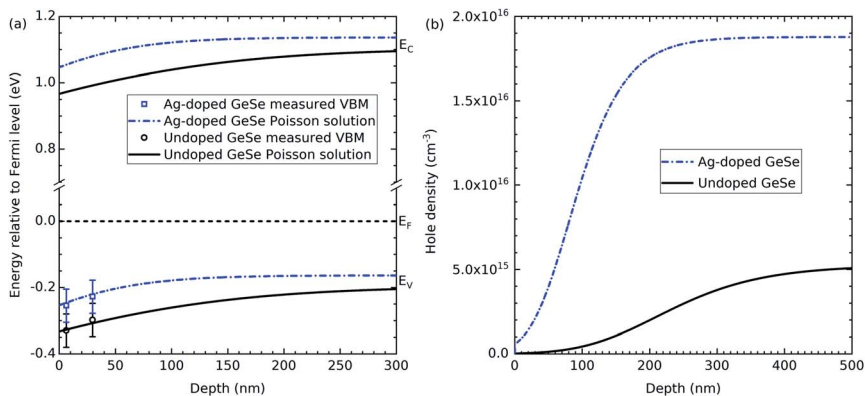 (a)
1.2
1.0
0.8
0.0
-0.2
-0.4
Energy relative to Fermi level (eV)
E_C
Ag-doped GeSe measured VBM
Ag-doped GeSe Poisson solution
Undoped GeSe measured VBM
Undoped GeSe Poisson solution
E_F
E_V
0 50 100 150 200 250 300
Depth (nm)
(b)
2.0x10^16
1.5x10^16
1.0x10^16
5.0x10^15
0.0
Hole density (cm^-3)
Ag-doped GeSe
Undoped GeSe
0 100 200 300 400 500
Depth (nm)